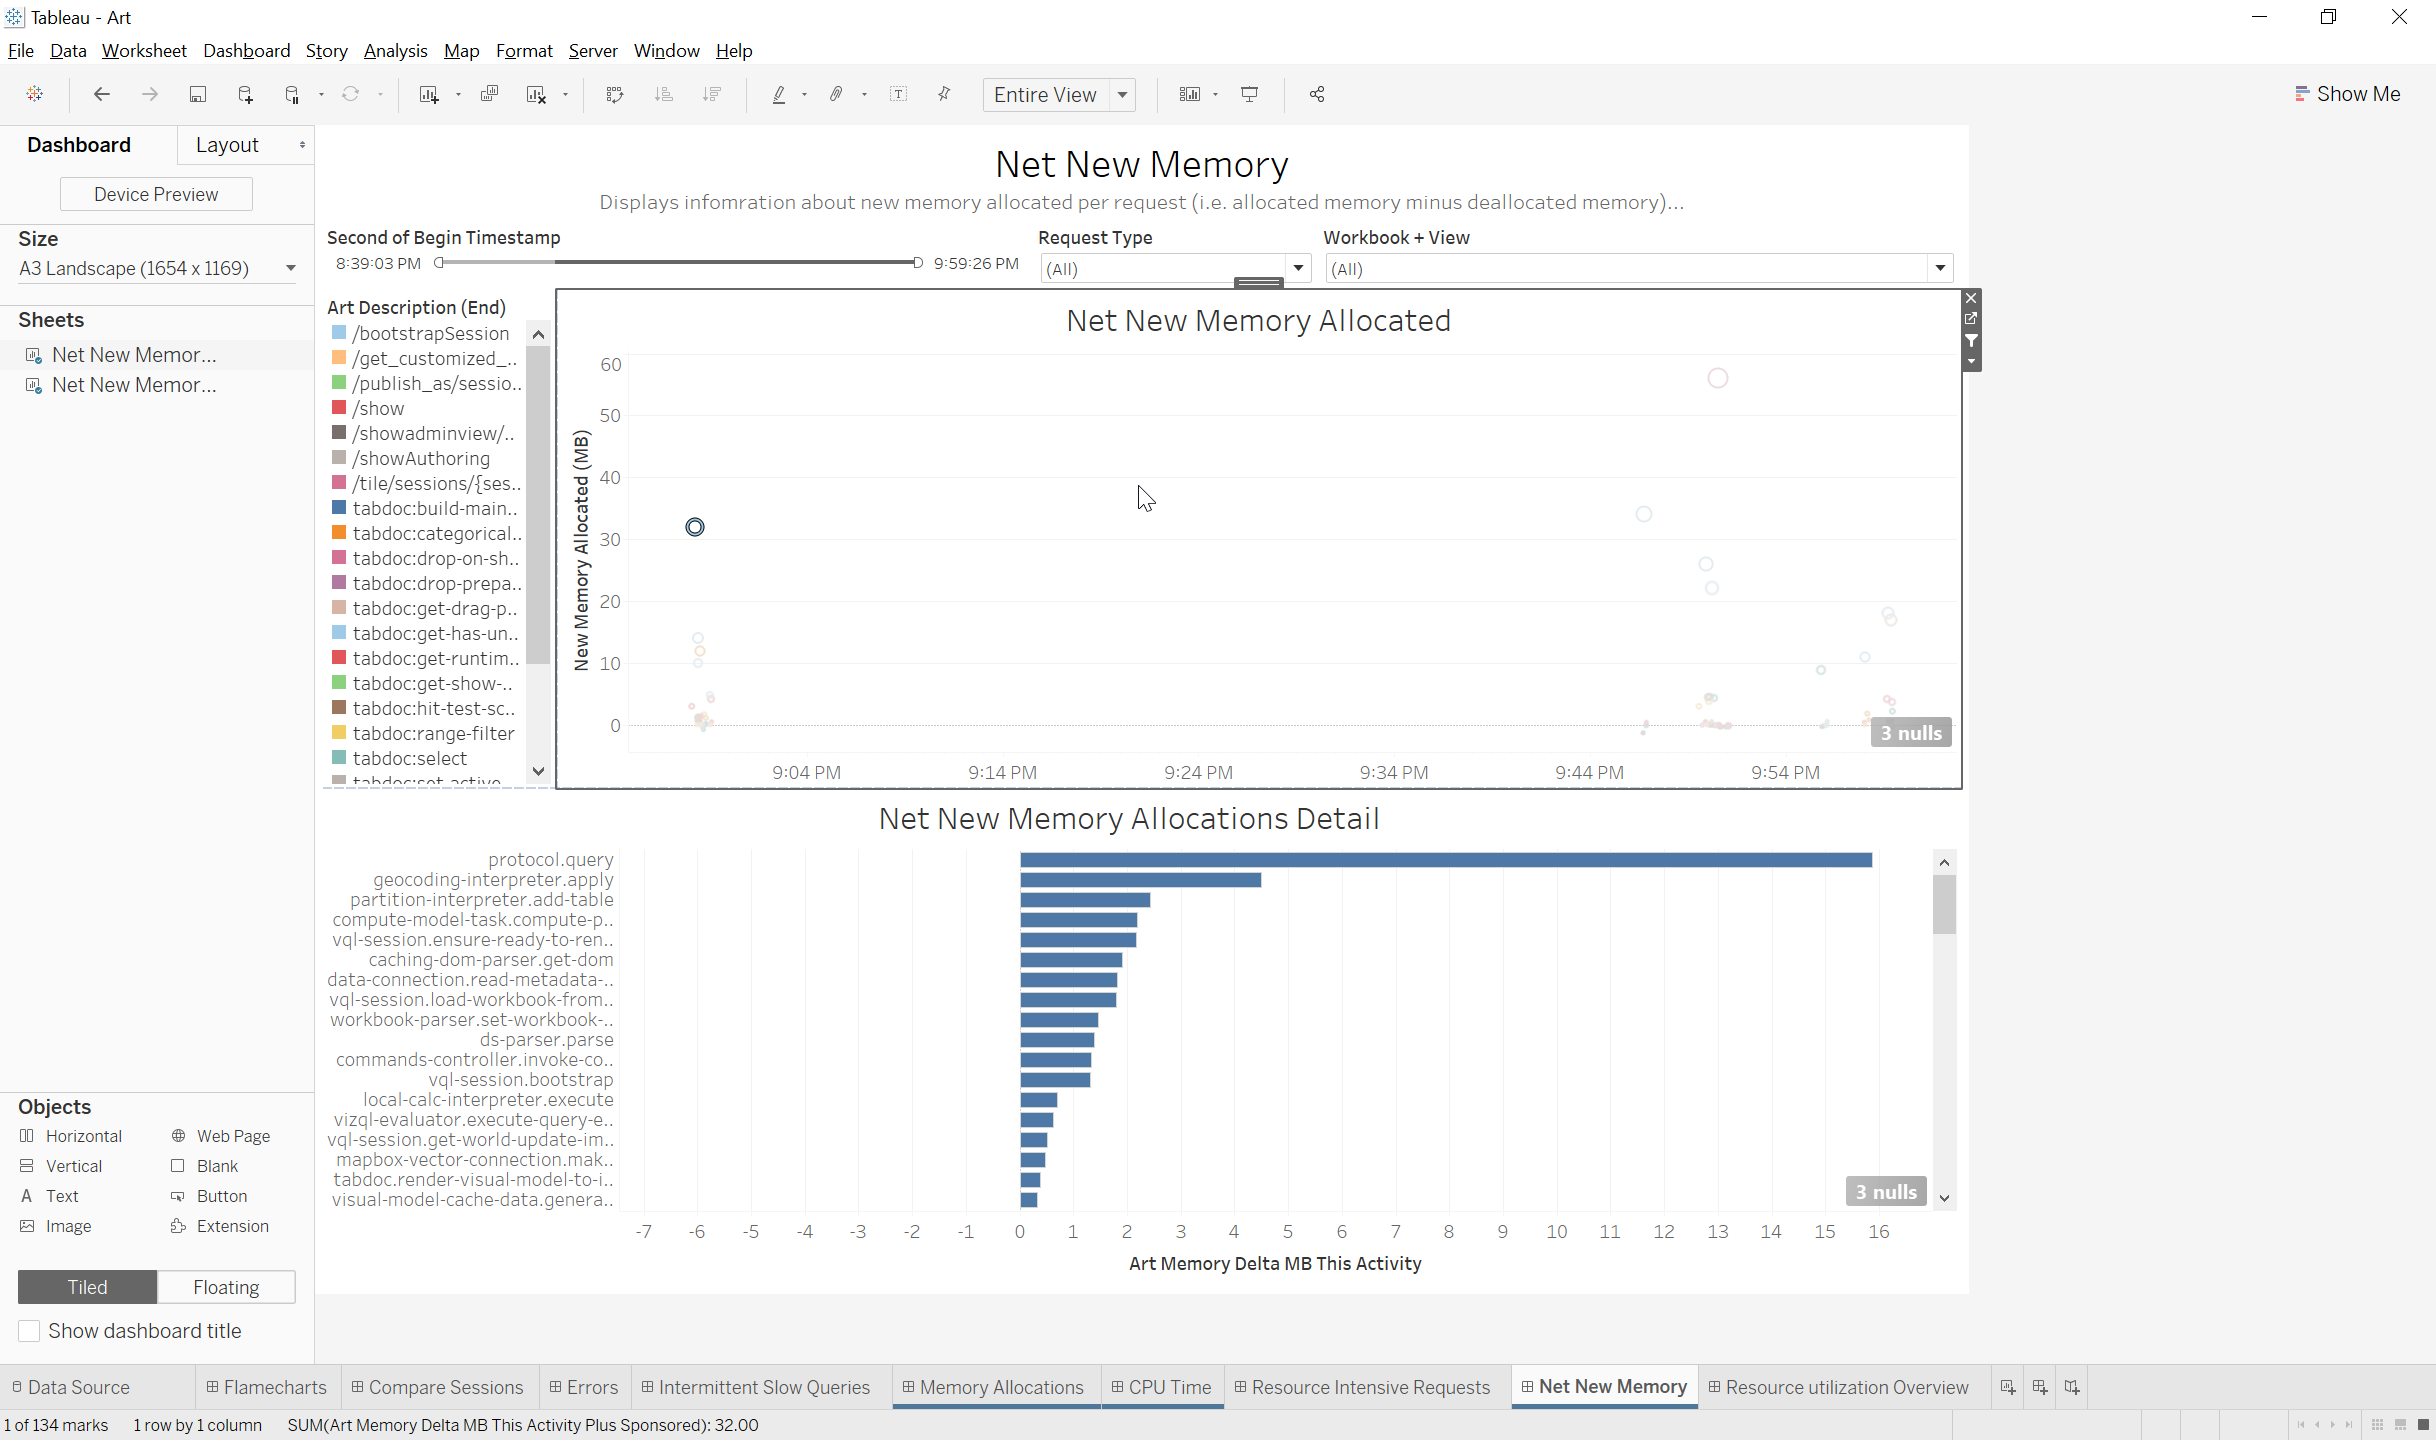 Tableau - Art
File Data Worksheet Dashboard Story Analysis Map Format Server Window Help
Entire View
Show Me
Dashboard
Layout
Device Preview
Size
A3 Landscape (1654 x 1169)
Sheets
Net New Memor...
Net New Memor...
Net New Memory
Displays infomration about new memory allocated per request (i.e. allocated memory minus deallocated memory)...
Second of Begin Timestamp
8:39:03 PM
9:59:26 PM
Request Type
(All)
Workbook + View
(All)
Art Description (End)
/bootstrapSession
/get_customized_..
/publish_as/sessio..
/show
/showadminview/..
/showAuthoring
/tile/sessions/{ses..
tabdoc:build-main..
tabdoc:categorical..
tabdoc:drop-on-sh..
tabdoc:drop-prepa..
tabdoc:get-drag-p..
tabdoc:get-has-un..
tabdoc:get-runtim..
tabdoc:get-show-..
tabdoc:hit-test-sc..
tabdoc:range-filter
tabdoc:select
tabdoc:set-active
Net New Memory Allocated
New Memory Allocated (MB)
60
50
40
30
20
10
0
3 nulls
9:04 PM 9:14 PM 9:24 PM 9:34 PM 9:44 PM 9:54 PM
Net New Memory Allocations Detail
protocol.query
geocoding-interpreter.apply
partition-interpreter.add-table
compute-model-task.compute-p..
vql-session.ensure-ready-to-ren..
caching-dom-parser.get-dom
data-connection.read-metadata-..
vql-session.load-workbook-from..
workbook-parser.set-workbook-..
ds-parser.parse
commands-controller.invoke-co..
vql-session.bootstrap
local-calc-interpreter.execute
vizql-evaluator.execute-query-e..
vql-session.get-world-update-im..
mapbox-vector-connection.mak..
tabdoc.render-visual-model-to-i..
visual-model-cache-data.genera..
3 nulls
-7 -6 -5 -4 -3 -2 -1 0 1 2 3 4 5 6 7 8 9 10 11 12 13 14 15 16
Art Memory Delta MB This Activity
Objects
Horizontal Web Page
Vertical Blank
Text Button
Image Extension
Tiled Floating
Show dashboard title
Data Source Flamecharts Compare Sessions Errors Intermittent Slow Queries Memory Allocations CPU Time Resource Intensive Requests Net New Memory Resource utilization Overview
1 of 134 marks 1 row by 1 column SUM(Art Memory Delta MB This Activity Plus Sponsored): 32.00